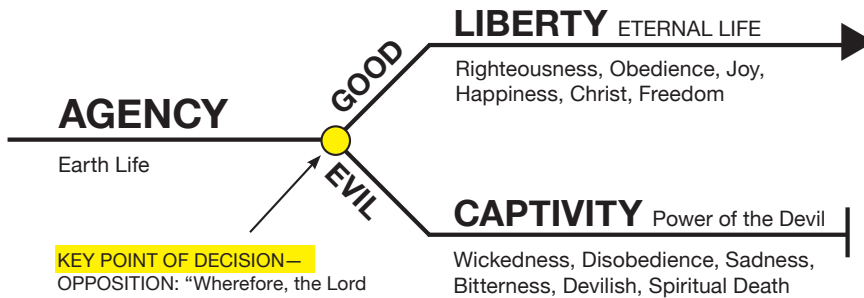 LIBERTY ETERNAL LIFE
Righteousness, Obedience, Joy,
Happiness, Christ, Freedom
GOOD
AGENCY
Earth Life
EVIL
CAPTIVITY Power of the Devil
Wickedness, Disobedience, Sadness,
Bitterness, Devilish, Spiritual Death
KEY POINT OF DECISION—
OPPOSITION: “Wherefore, the Lord